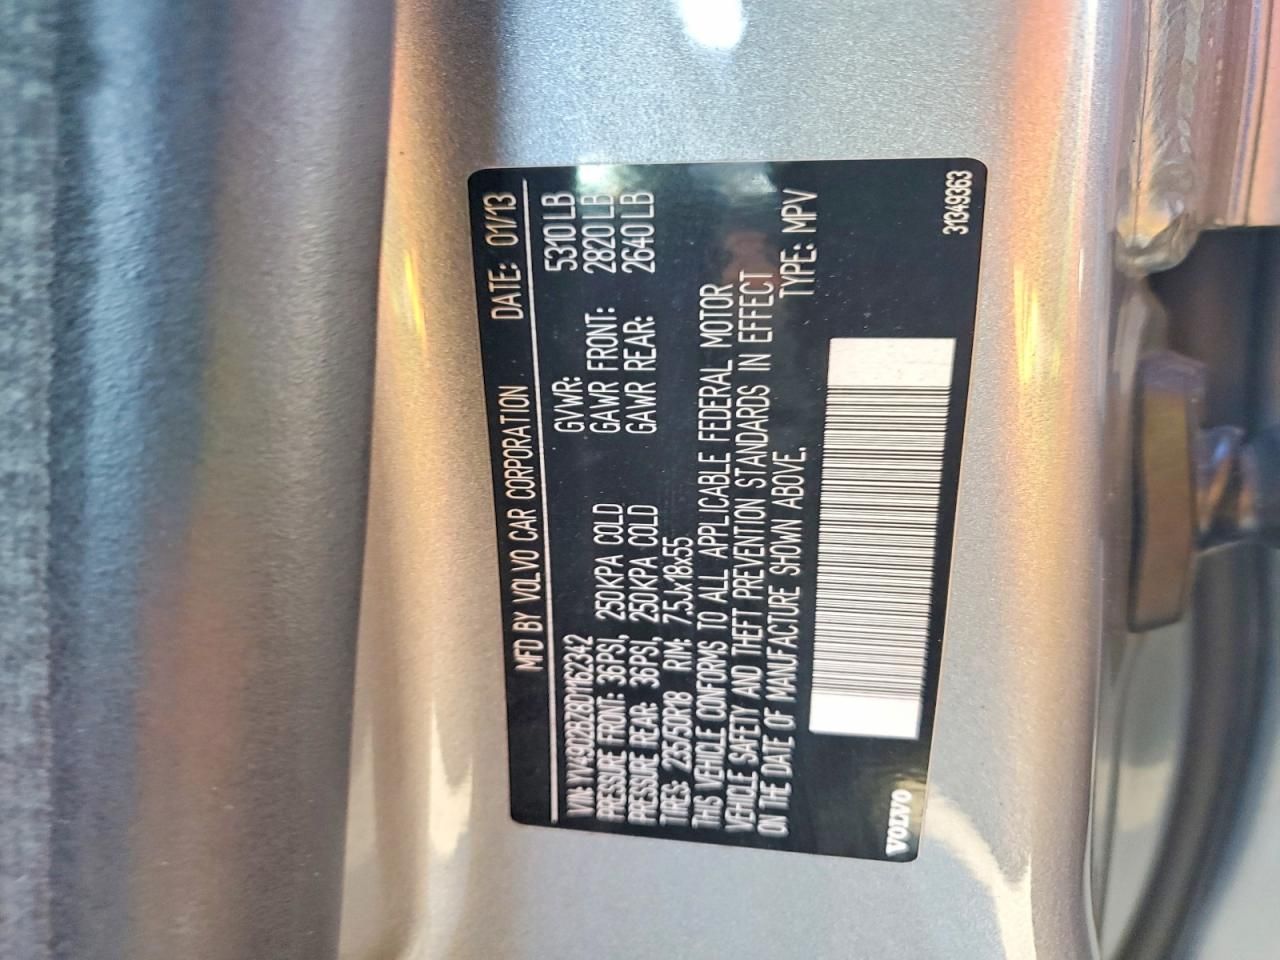 MFD BY VOLVO CAR CORPORATION DATE: 01/13
VIN: YV4902BZ8D1162342 GVWR: 5310 LB
PRESSURE FRONT: 36PSI, 250KPA COLD GAWR FRONT: 2820 LB
PRESSURE REAR: 36PSI, 250KPA COLD GAWR REAR: 2640 LB
TIRES: 235/50R18 RIM: 7.5Jx18x55
THIS VEHICLE CONFORMS TO ALL APPLICABLE FEDERAL MOTOR
VEHICLE SAFETY AND THEFT PREVENTION STANDARDS IN EFFECT
ON THE DATE OF MANUFACTURE SHOWN ABOVE.
TYPE: MPV
VOLVO 31349363